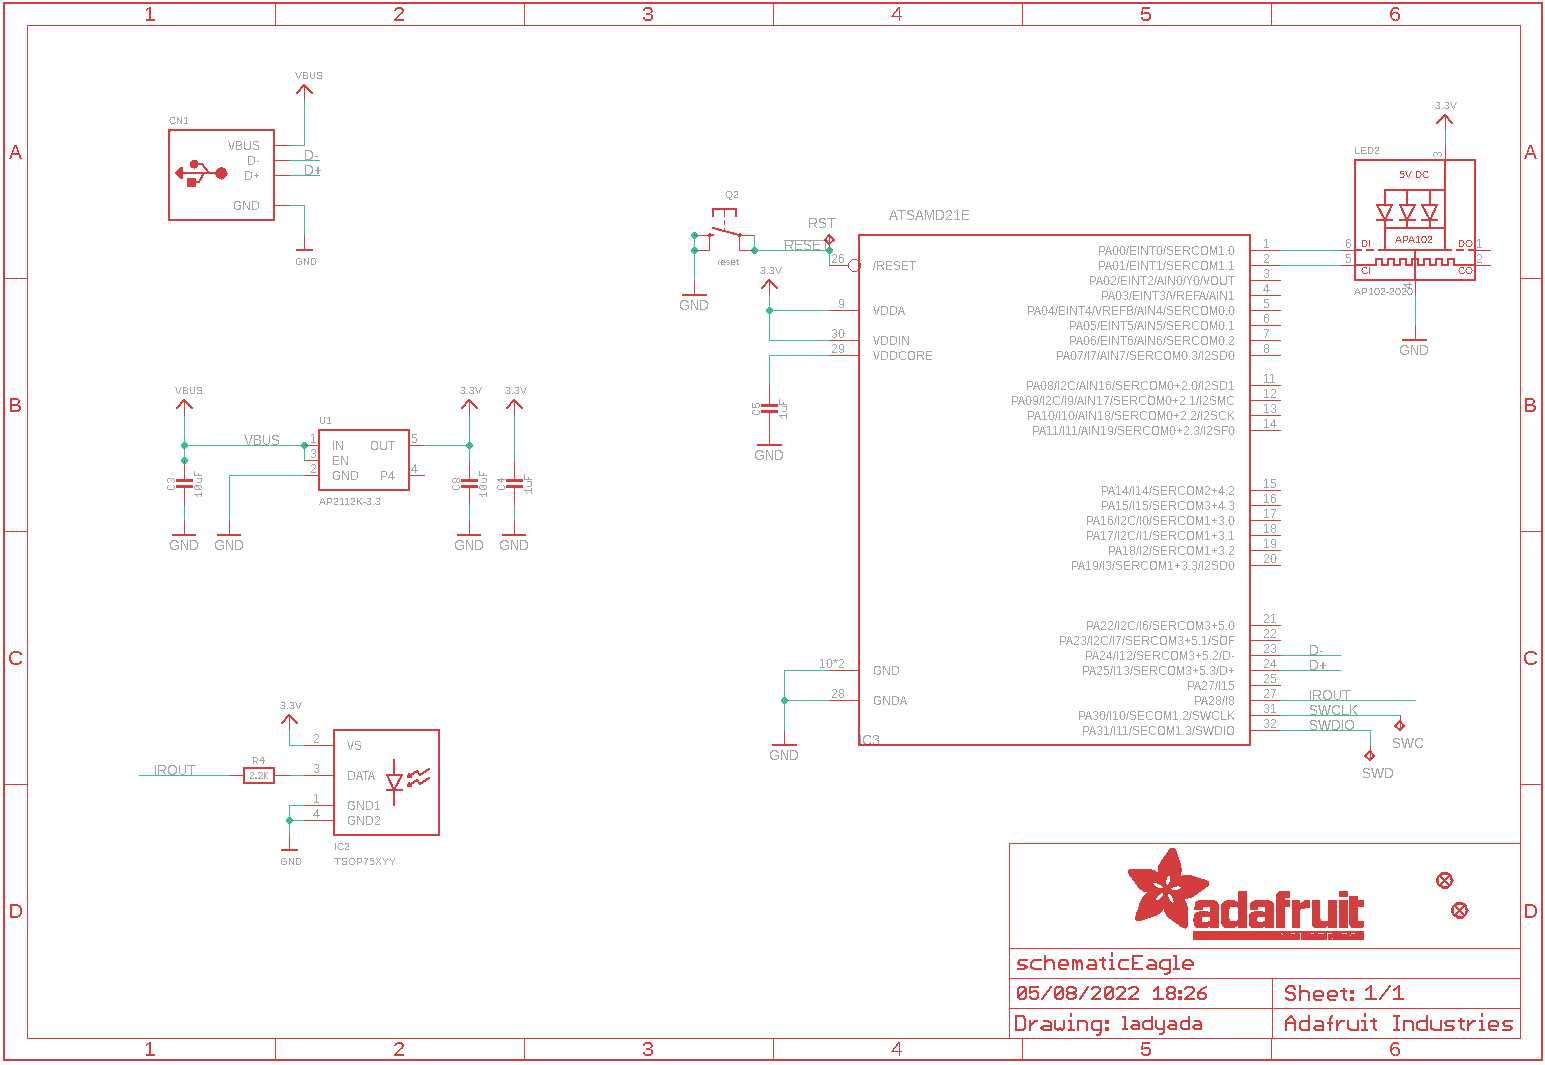 1 2 3 4 5 6
A A
B B
C C
D D
VBUS
CN1
VBUS
D-
D+
GND
D-
D+
GND
VBUS
VBUS
U1
1 IN OUT 5
3 EN
2 GND P4 4
AP2112K-3.3
C3
10uF
GND
GND
3.3V
C8
10uF
GND
3.3V
C4
1uF
GND
3.3V
IROUT
R4
2.2K
2 VS
3 DATA
1 GND1
4 GND2
GND
IC2
TSOP75XYY
Q2
reset
GND
RST
RESE
3.3V
C5
1uF
GND
ATSAMD21E
26 /RESET
9 VDDA
30 VDDIN
29 VDDCORE
10*2 GND
28 GNDA
GND
IC3
PA00/EINT0/SERCOM1.0 1
PA01/EINT1/SERCOM1.1 2
PA02/EINT2/AIN0/Y0/VOUT 3
PA03/EINT3/VREFA/AIN1 4
PA04/EINT4/VREFB/AIN4/SERCOM0.0 5
PA05/EINT5/AIN5/SERCOM0.1 6
PA06/EINT6/AIN6/SERCOM0.2 7
PA07/I7/AIN7/SERCOM0.3/I2SD0 8
PA08/I2C/AIN16/SERCOM0+2.0/I2SD1 11
PA09/I2C/I9/AIN17/SERCOM0+2.1/I2SMC 12
PA10/I10/AIN18/SERCOM0+2.2/I2SCK 13
PA11/I11/AIN19/SERCOM0+2.3/I2SF0 14
PA14/I14/SERCOM2+4.2 15
PA15/I15/SERCOM3+4.3 16
PA16/I2C/I0/SERCOM1+3.0 17
PA17/I2C/I1/SERCOM1+3.1 18
PA18/I2/SERCOM1+3.2 19
PA19/I3/SERCOM1+3.3/I2SD0 20
PA22/I2C/I6/SERCOM3+5.0 21
PA23/I2C/I7/SERCOM3+5.1/SOF 22
PA24/I12/SERCOM3+5.2/D- 23 D-
PA25/I13/SERCOM3+5.3/D+ 24 D+
PA27/I15 25
PA28/I8 27 IROUT
PA30/I10/SECOM1.2/SWCLK 31 SWCLK
PA31/I11/SECOM1.3/SWDIO 32 SWDIO
SWC
SWD
3.3V
LED2
3
5V DC
APA102
6 DI DO 1
5 CI CO 2
AP102-2020
4
GND
adafruit
schematicEagle
05/08/2022 18:26
Sheet: 1/1
Drawing: ladyada
Adafruit Industries
1 2 3 4 5 6